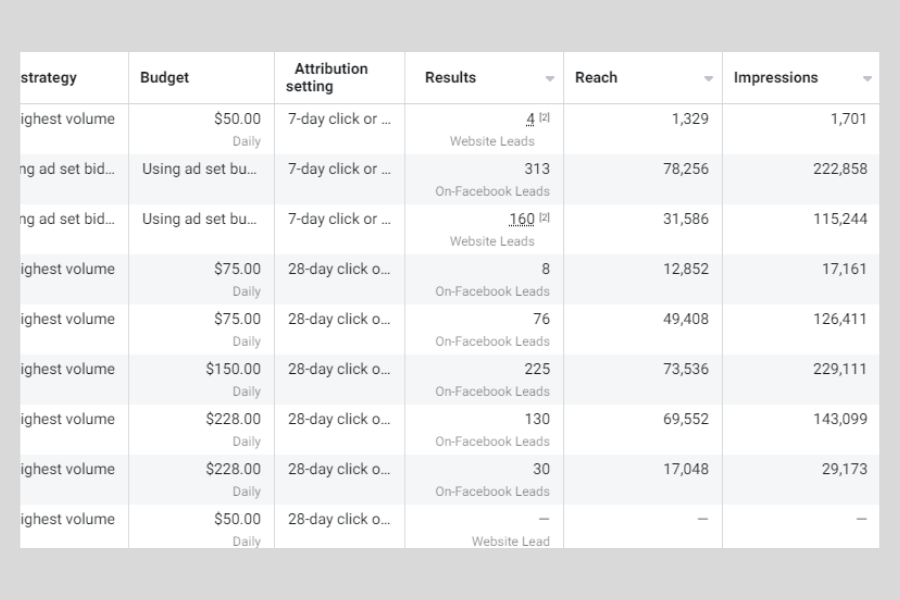 strategy Budget Attribution setting Results Reach Impressions
ighest volume $50.00 7-day click or ... 4 [2] 1,329 1,701
Daily Website Leads
ng ad set bid... Using ad set bu... 7-day click or ... 313 78,256 222,858
On-Facebook Leads
ng ad set bid... Using ad set bu... 7-day click or ... 160 [2] 31,586 115,244
Website Leads
ighest volume $75.00 28-day click o... 8 12,852 17,161
Daily On-Facebook Leads
ighest volume $75.00 28-day click o... 76 49,408 126,411
Daily On-Facebook Leads
ighest volume $150.00 28-day click o... 225 73,536 229,111
Daily On-Facebook Leads
ighest volume $228.00 28-day click o... 130 69,552 143,099
Daily On-Facebook Leads
ighest volume $228.00 28-day click o... 30 17,048 29,173
Daily On-Facebook Leads
ighest volume $50.00 28-day click o... — — —
Daily Website Lead